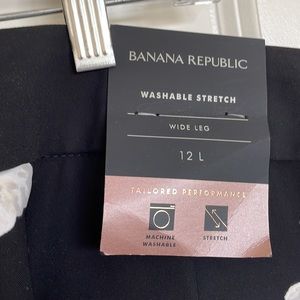 BANANA REPUBLIC
WASHABLE STRETCH
WIDE LEG
12 L
TAILORED PERFORMANCE
MACHINE
WASHABLE
STRETCH